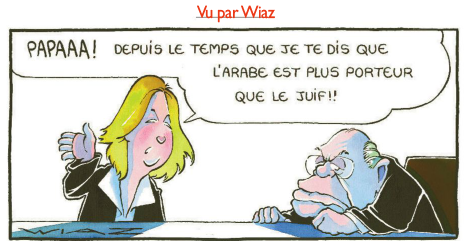 Vu par Wiaz
PAPAAA! DEPUIS LE TEMPS QUE JE TE DIS QUE
L'ARABE EST PLUS PORTEUR
QUE LE JUIF!!
WIAZ